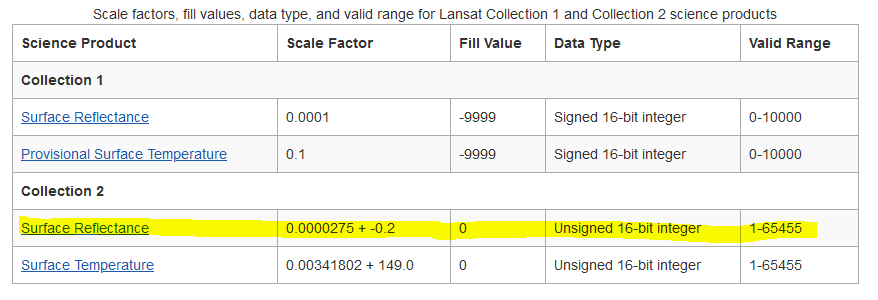 Scale factors, fill values, data type, and valid range for Lansat Collection 1 and Collection 2 science products
Science Product Scale Factor Fill Value Data Type Valid Range
Collection 1
Surface Reflectance 0.0001 -9999 Signed 16-bit integer 0-10000
Provisional Surface Temperature 0.1 -9999 Signed 16-bit integer 0-10000
Collection 2
Surface Reflectance 0.0000275 + -0.2 0 Unsigned 16-bit integer 1-65455
Surface Temperature 0.00341802 + 149.0 0 Unsigned 16-bit integer 1-65455